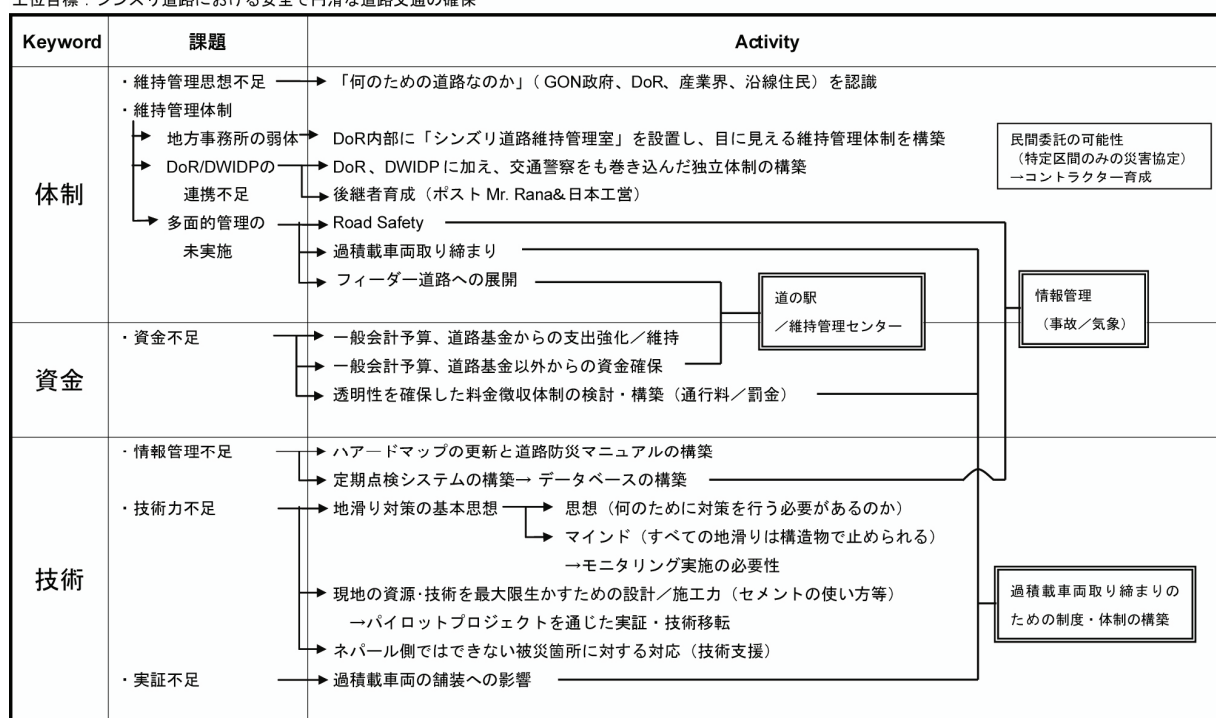 上位目標：シンズリ道路における安全で円滑な道路交通の確保
Keyword
課題
Activity
体制
・維持管理思想不足
「何のための道路なのか」（GON政府、DoR、産業界、沿線住民）を認識
・維持管理体制
地方事務所の弱体
DoR内部に「シンズリ道路維持管理室」を設置し、目に見える維持管理体制を構築
DoR/DWIDPの
連携不足
DoR、DWIDPに加え、交通警察をも巻き込んだ独立体制の構築
後継者育成（ポスト Mr. Rana&日本工営）
多面的管理の
未実施
Road Safety
過積載車両取り締まり
フィーダー道路への展開
民間委託の可能性
（特定区間のみの災害協定）
→コントラクター育成
道の駅
／維持管理センター
情報管理
（事故／気象）
資金
・資金不足
一般会計予算、道路基金からの支出強化／維持
一般会計予算、道路基金以外からの資金確保
透明性を確保した料金徴収体制の検討・構築（通行料／罰金）
技術
・情報管理不足
ハアードマップの更新と道路防災マニュアルの構築
定期点検システムの構築→ データベースの構築
・技術力不足
地滑り対策の基本思想
思想（何のために対策を行う必要があるのか）
マインド（すべての地滑りは構造物で止められる）
→モニタリング実施の必要性
現地の資源・技術を最大限生かすための設計／施工力（セメントの使い方等）
→パイロットプロジェクトを通じた実証・技術移転
ネパール側ではできない被災箇所に対する対応（技術支援）
・実証不足
過積載車両の舗装への影響
過積載車両取り締まりの
ための制度・体制の構築